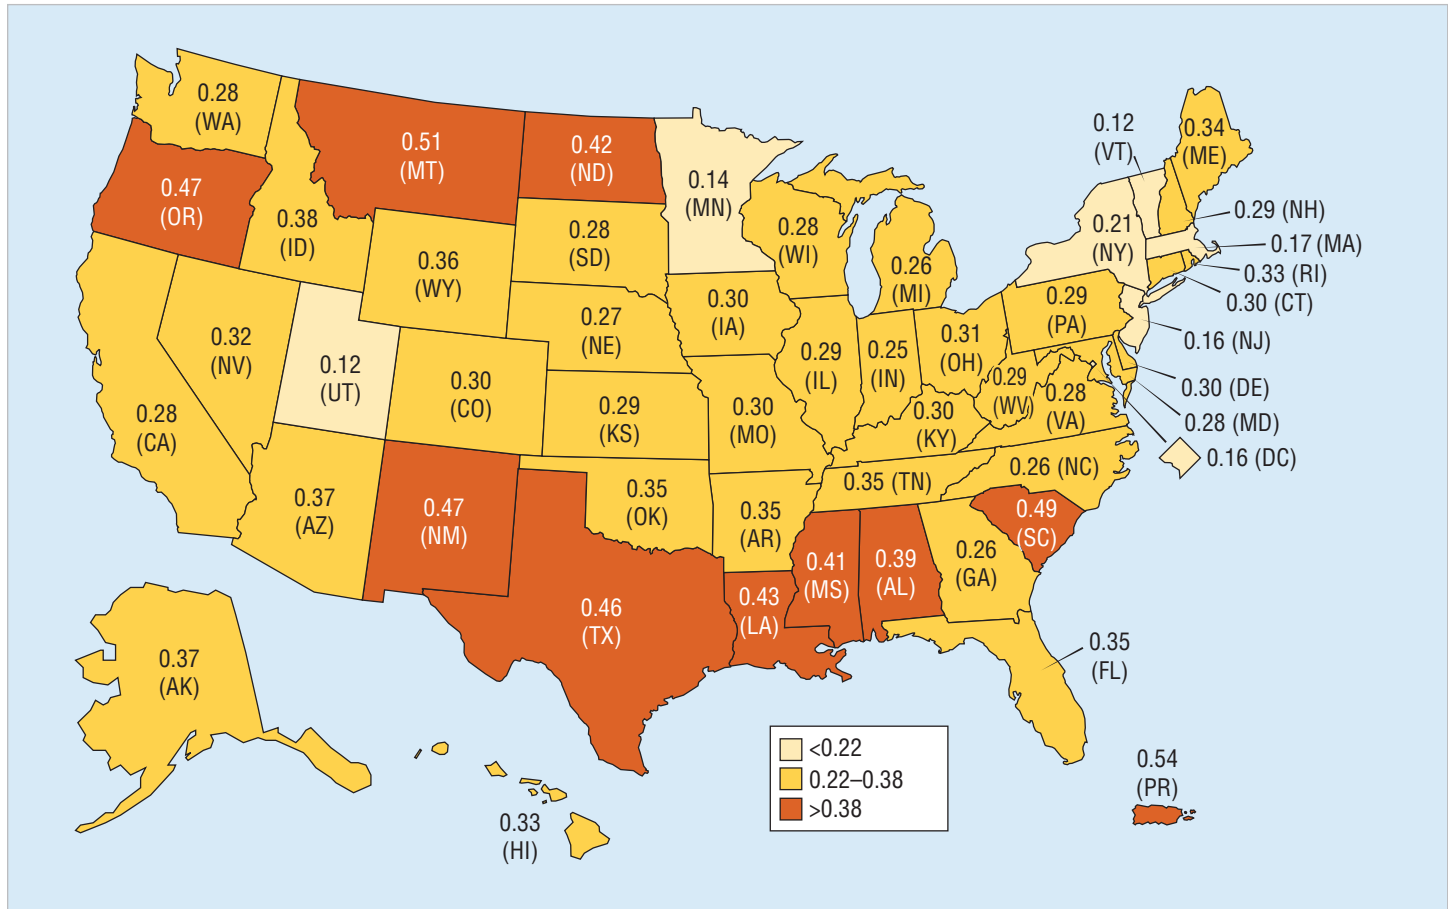 0.28
(WA)
0.47
(OR)
0.51
(MT)
0.42
(ND)
0.14
(MN)
0.38
(ID)
0.36
(WY)
0.28
(SD)
0.28
(WI)
0.26
(MI)
0.12
(VT)
0.34
(ME)
0.21
(NY)
0.29 (NH)
0.17 (MA)
0.33 (RI)
0.30 (CT)
0.16 (NJ)
0.30 (DE)
0.28 (MD)
0.16 (DC)
0.32
(NV)
0.12
(UT)
0.28
(CA)
0.30
(CO)
0.27
(NE)
0.30
(IA)
0.29
(KS)
0.30
(MO)
0.29
(IL)
0.25
(IN)
0.31
(OH)
0.29
(PA)
0.29
(WV)
0.28
(VA)
0.30
(KY)
0.35 (TN)
0.26 (NC)
0.37
(AZ)
0.47
(NM)
0.35
(OK)
0.35
(AR)
0.46
(TX)
0.43
(LA)
0.41
(MS)
0.39
(AL)
0.26
(GA)
0.49
(SC)
0.35
(FL)
0.37
(AK)
0.33
(HI)
<0.22
0.22–0.38
>0.38
0.54
(PR)